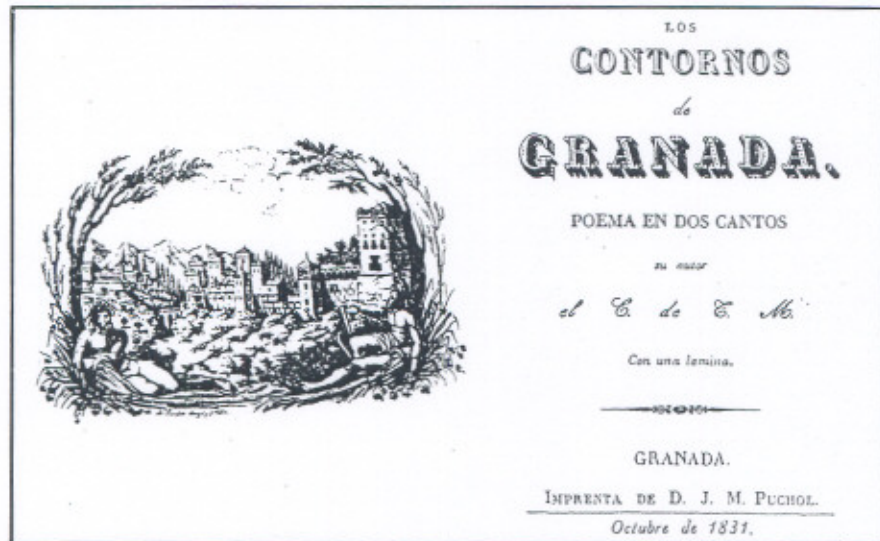 LOS
CONTORNOS
de
GRANADA.
POEMA EN DOS CANTOS
su autor
el C. de T. M.
Con una lamina.
GRANADA.
IMPRENTA DE D. J. M. PUCHOL.
Octubre de 1831.